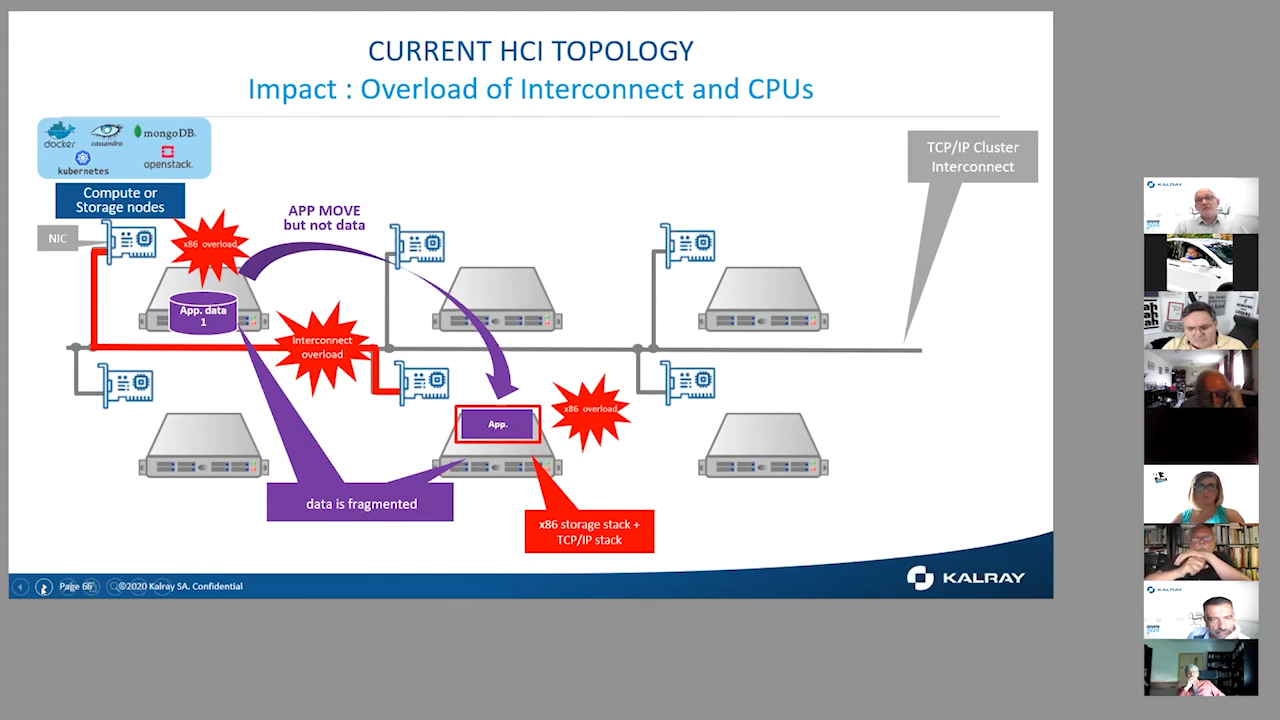 CURRENT HCI TOPOLOGY
Impact : Overload of Interconnect and CPUs
docker
cassandra
mongoDB.
kubernetes
openstack.
Compute or
Storage nodes
TCP/IP Cluster
Interconnect
APP MOVE
but not data
NIC
x86 overload
App. data
1
Interconnect
overload
x86 overload
App.
data is fragmented
x86 storage stack +
TCP/IP stack
Page 66
©2020 Kalray SA. Confidential
KALRAY
KALRAY
KALRAY